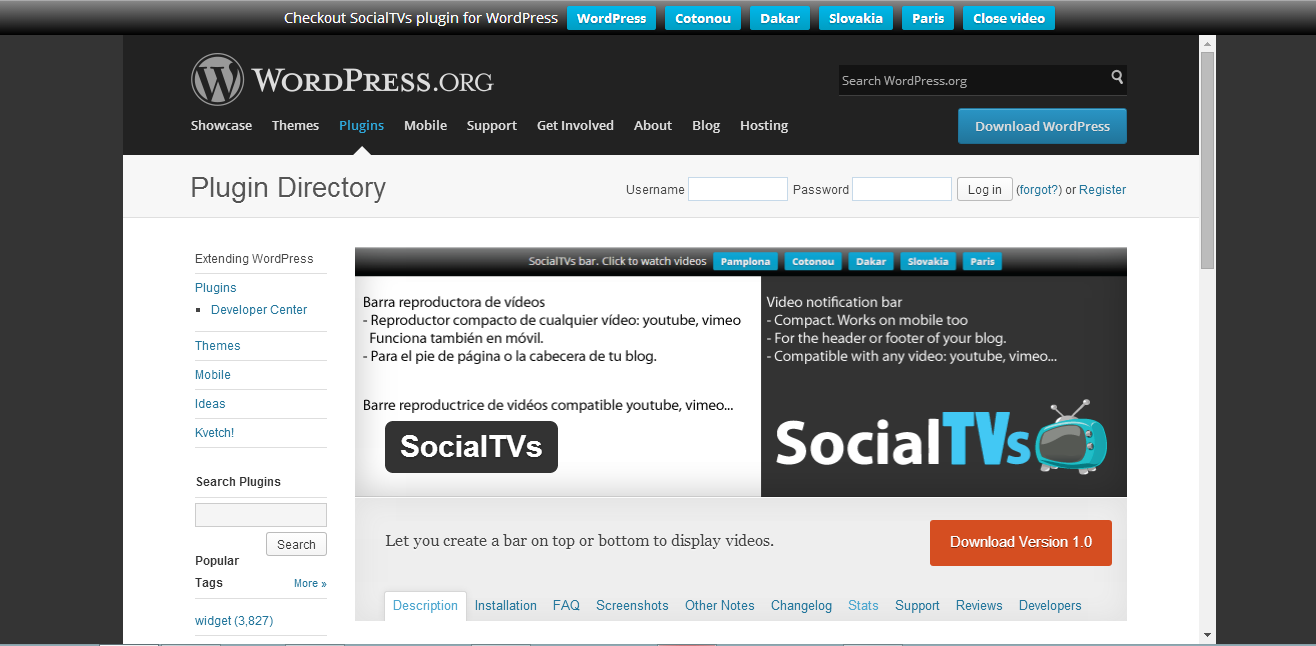 Checkout SocialTVs plugin for WordPress WordPress Cotonou Dakar Slovakia Paris Close video
WORDPRESS.ORG
Search WordPress.org
Showcase Themes Plugins Mobile Support Get Involved About Blog Hosting
Download WordPress
Plugin Directory
Username Password Log in (forgot?) or Register
Extending WordPress
Plugins
Developer Center
Themes
Mobile
Ideas
Kvetch!
Search Plugins
Search
Popular
Tags More »
widget (3,827)
SocialTVs bar. Click to watch videos Pamplona Cotonou Dakar Slovakia Paris
Barra reproductora de vídeos
- Reproductor compacto de cualquier vídeo: youtube, vimeo
Funciona también en móvil.
- Para el pie de página o la cabecera de tu blog.
Barre reproductrice de vidéos compatible youtube, vimeo...
SocialTVs
Video notification bar
- Compact. Works on mobile too
- For the header or footer of your blog.
- Compatible with any video: youtube, vimeo...
SocialTVs
Let you create a bar on top or bottom to display videos.
Download Version 1.0
Description Installation FAQ Screenshots Other Notes Changelog Stats Support Reviews Developers